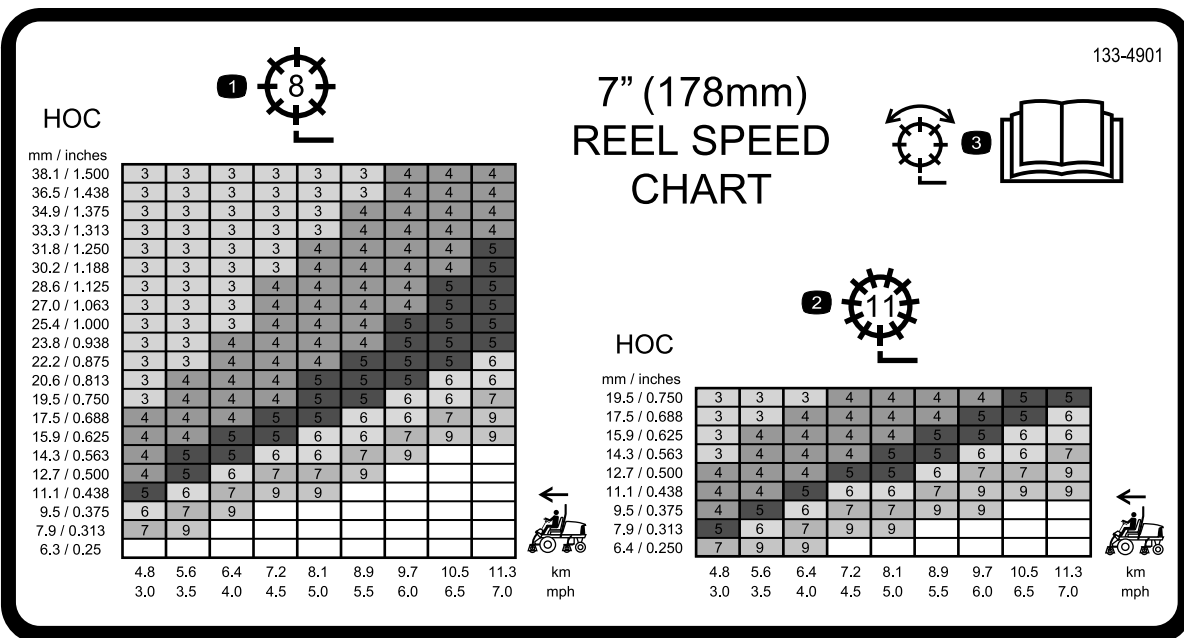 133-4901
7" (178mm)
REEL SPEED
CHART
1
8
3
HOC
mm / inches
38.1 / 1.500 3 3 3 3 3 3 4 4 4
36.5 / 1.438 3 3 3 3 3 3 4 4 4
34.9 / 1.375 3 3 3 3 3 4 4 4 4
33.3 / 1.313 3 3 3 3 3 4 4 4 4
31.8 / 1.250 3 3 3 3 4 4 4 4 5
30.2 / 1.188 3 3 3 3 4 4 4 4 5
28.6 / 1.125 3 3 3 4 4 4 4 5 5
27.0 / 1.063 3 3 3 4 4 4 4 5 5
25.4 / 1.000 3 3 3 4 4 4 5 5 5
23.8 / 0.938 3 3 4 4 4 4 5 5 5
22.2 / 0.875 3 3 4 4 4 5 5 5 6
20.6 / 0.813 3 4 4 4 5 5 5 6 6
19.5 / 0.750 3 4 4 4 5 5 6 6 7
17.5 / 0.688 4 4 4 5 5 6 6 7 9
15.9 / 0.625 4 4 5 5 6 6 7 9 9
14.3 / 0.563 4 5 5 6 6 7 9
12.7 / 0.500 4 5 6 7 7 9
11.1 / 0.438 5 6 7 9 9
9.5 / 0.375 6 7 9
7.9 / 0.313 7 9
6.3 / 0.25
4.8 5.6 6.4 7.2 8.1 8.9 9.7 10.5 11.3 km
3.0 3.5 4.0 4.5 5.0 5.5 6.0 6.5 7.0 mph
2
11
HOC
mm / inches
19.5 / 0.750 3 3 3 4 4 4 4 5 5
17.5 / 0.688 3 3 4 4 4 4 5 5 6
15.9 / 0.625 3 4 4 4 4 5 5 6 6
14.3 / 0.563 3 4 4 4 5 5 6 6 7
12.7 / 0.500 4 4 4 5 5 6 7 7 9
11.1 / 0.438 4 4 5 6 6 7 9 9 9
9.5 / 0.375 4 5 6 7 7 9 9
7.9 / 0.313 5 6 7 9 9
6.4 / 0.250 7 9 9
4.8 5.6 6.4 7.2 8.1 8.9 9.7 10.5 11.3 km
3.0 3.5 4.0 4.5 5.0 5.5 6.0 6.5 7.0 mph